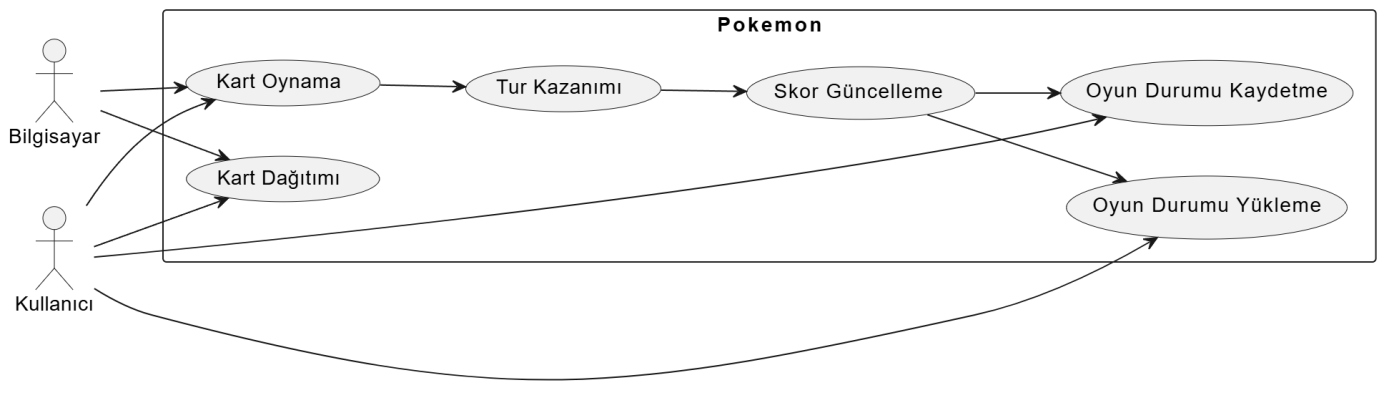 Pokemon
Bilgisayar
Kullanıcı
Kart Oynama
Tur Kazanımı
Skor Güncelleme
Oyun Durumu Kaydetme
Kart Dağıtımı
Oyun Durumu Yükleme